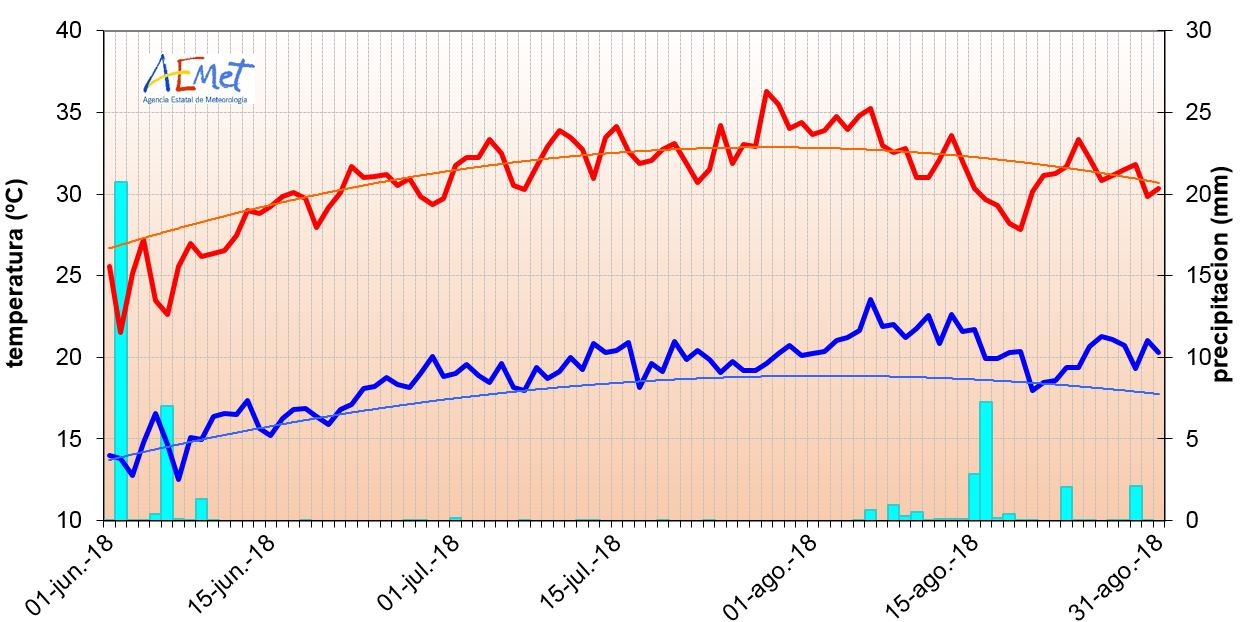 40
35
30
25
20
15
10
temperatura (ºC)
AEMet
Agencia Estatal de Meteorología
30
25
20
15
10
5
0
precipitacion (mm)
01-jun.-18
15-jun.-18
01-jul.-18
15-jul.-18
01-ago.-18
15-ago.-18
31-ago.-18